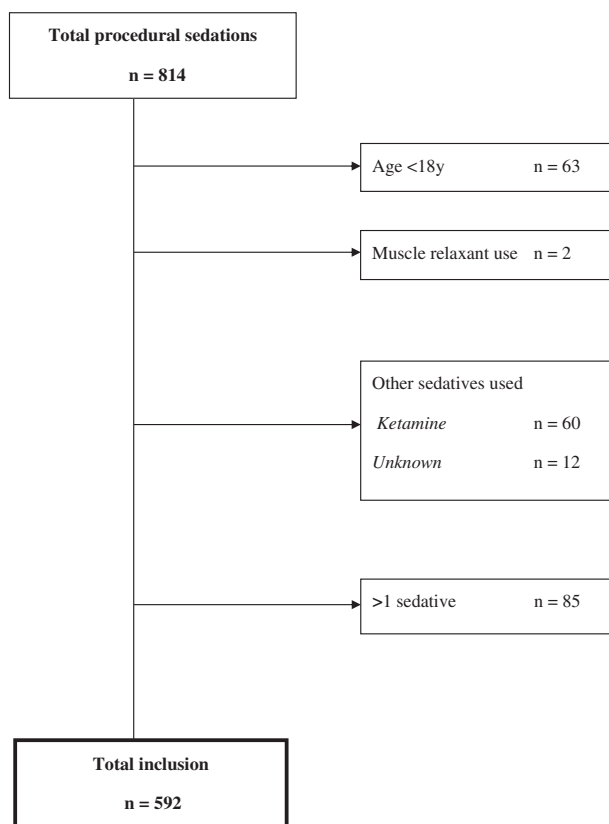 Total procedural sedations
n = 814
Age <18y n = 63
Muscle relaxant use n = 2
Other sedatives used
Ketamine n = 60
Unknown n = 12
>1 sedative n = 85
Total inclusion
n = 592